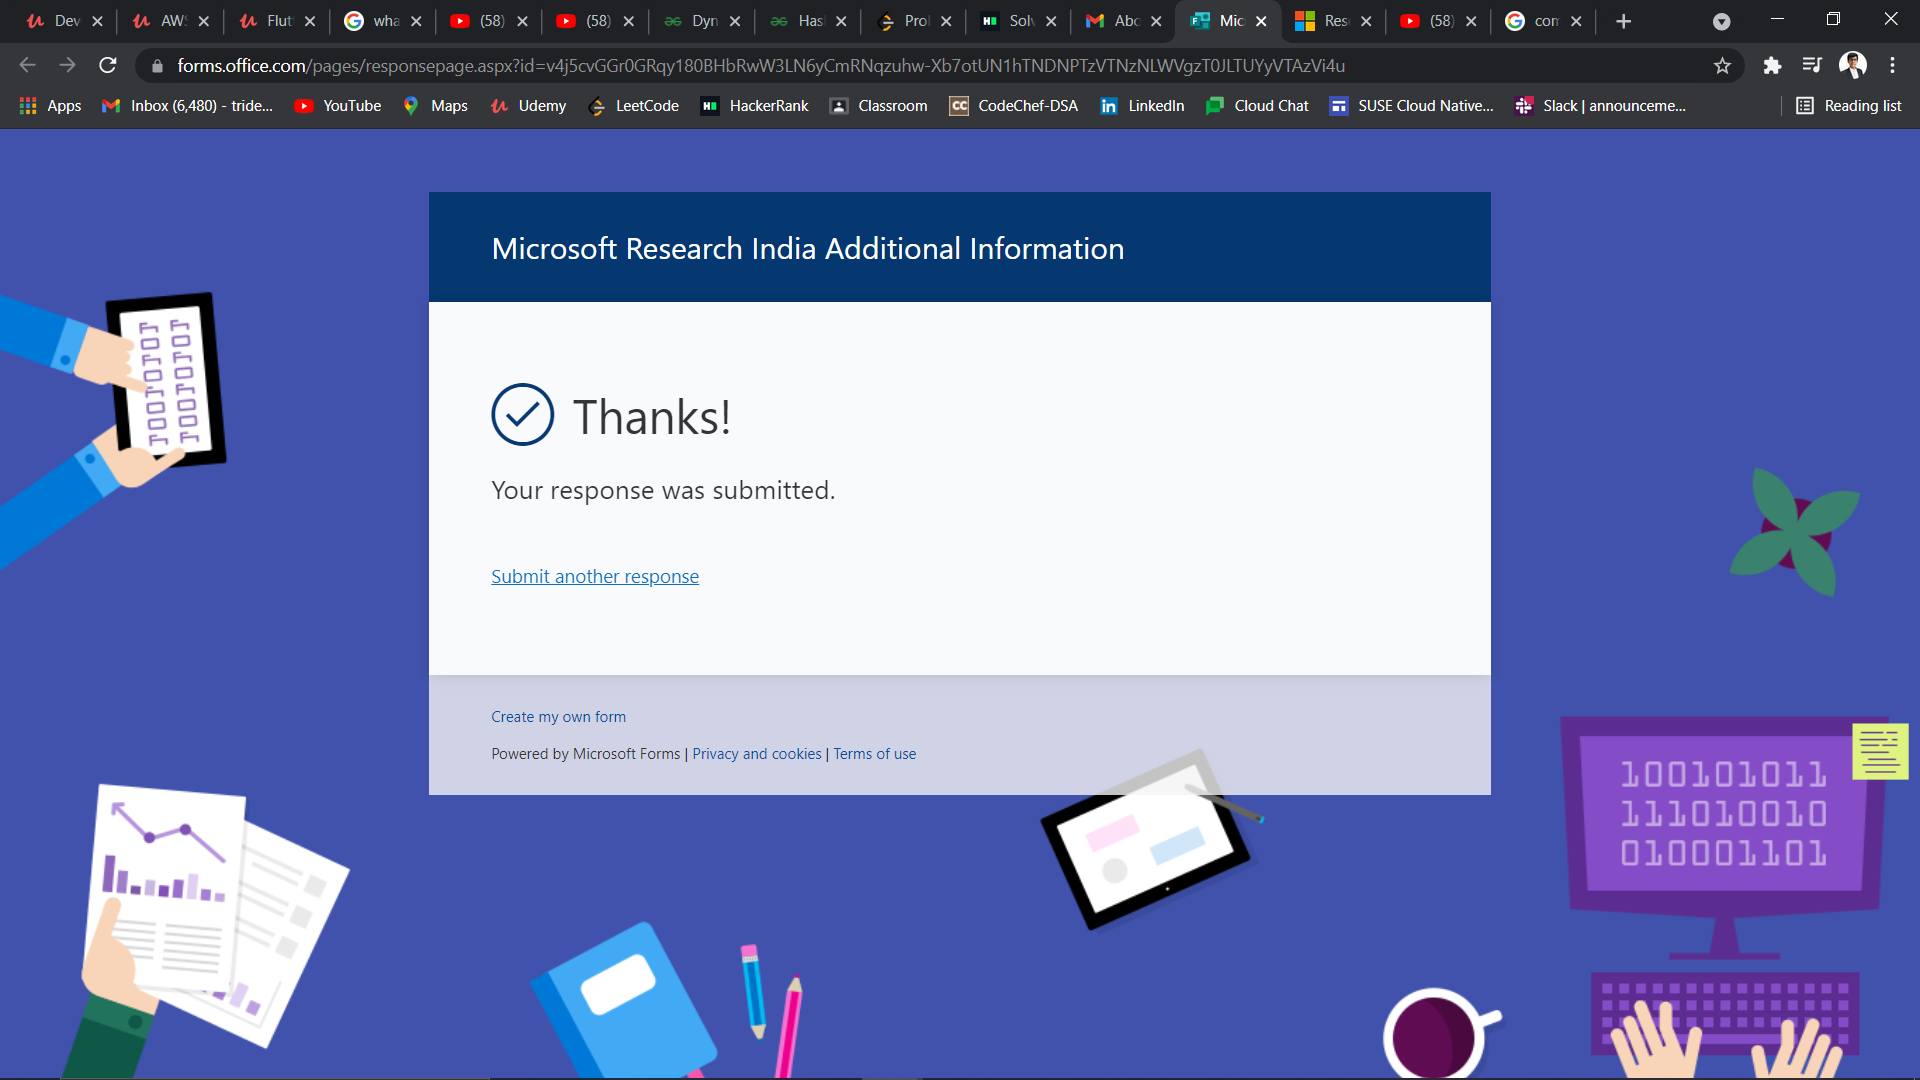 Dev
AWS
Flut
wha
(58)
(58)
Dyn
Has
Pro
Solv
Abc
Mic
Res
(58)
con
forms.office.com/pages/responsepage.aspx?id=v4j5cvGGr0GRqy180BHbRwW3LN6yCmRNqzuhw-Xb7otUN1hTNDNPTzVTNzNLWVgzT0JLTUYyVTAzVi4u
Apps Inbox (6,480) - tride... YouTube Maps Udemy LeetCode HackerRank Classroom CodeChef-DSA LinkedIn Cloud Chat SUSE Cloud Native... Slack | announceme... Reading list
Microsoft Research India Additional Information
Thanks!
Your response was submitted.
Submit another response
Create my own form
Powered by Microsoft Forms | Privacy and cookies | Terms of use
100101011
111010010
010001101